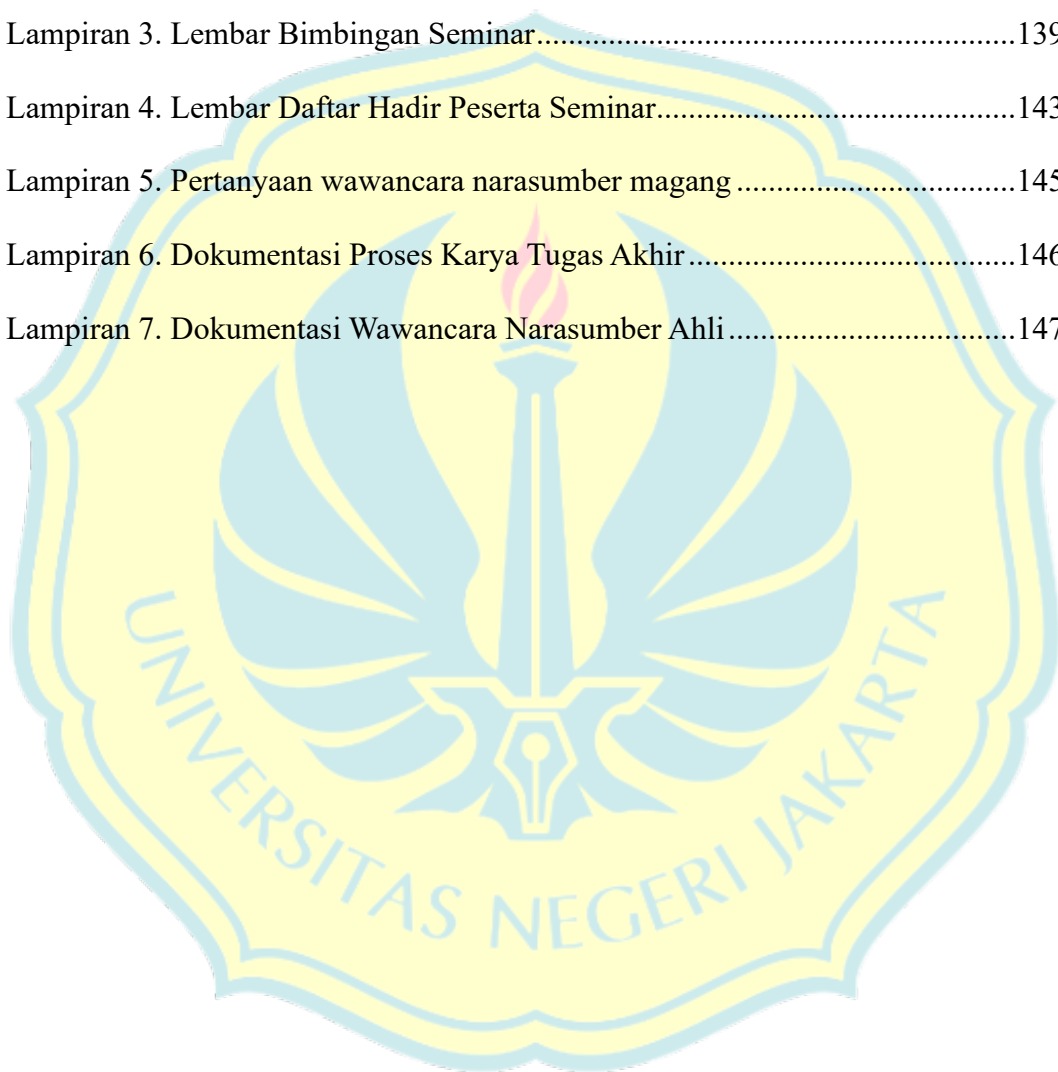 Lampiran 3. Lembar Bimbingan Seminar....................................................................139
Lampiran 4. Lembar Daftar Hadir Peserta Seminar..................................................143
Lampiran 5. Pertanyaan wawancara narasumber magang ........................................145
Lampiran 6. Dokumentasi Proses Karya Tugas Akhir..............................................146
Lampiran 7. Dokumentasi Wawancara Narasumber Ahli.........................................147
UNIVERSITAS NEGERI JAKARTA